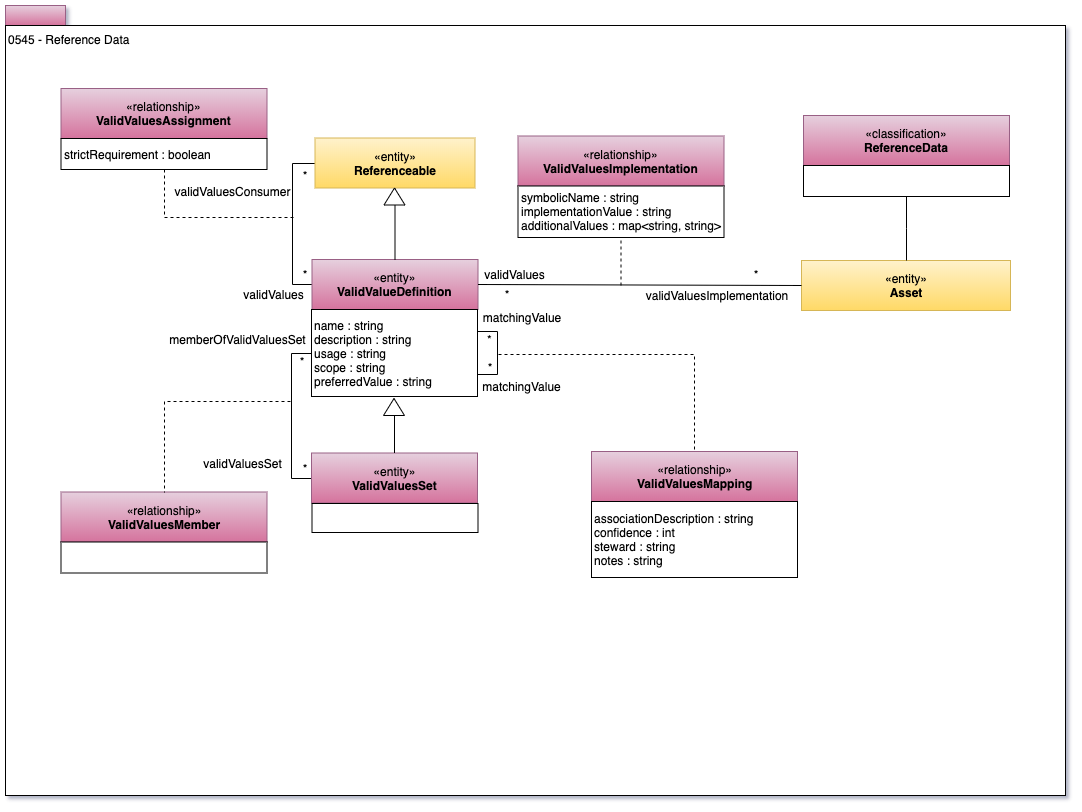 0545 - Reference Data
«relationship»
ValidValuesAssignment
strictRequirement : boolean
«entity»
Referenceable
*
validValuesConsumer
«relationship»
ValidValuesImplementation
symbolicName : string
implementationValue : string
additionalValues : map<string, string>
«classification»
ReferenceData
*
validValues
«entity»
ValidValueDefinition
name : string
description : string
usage : string
scope : string
preferredValue : string
validValues
*
*
validValuesImplementation
«entity»
Asset
matchingValue
*
*
matchingValue
memberOfValidValuesSet
*
validValuesSet
*
«entity»
ValidValuesSet
«relationship»
ValidValuesMember
«relationship»
ValidValuesMapping
associationDescription : string
confidence : int
steward : string
notes : string